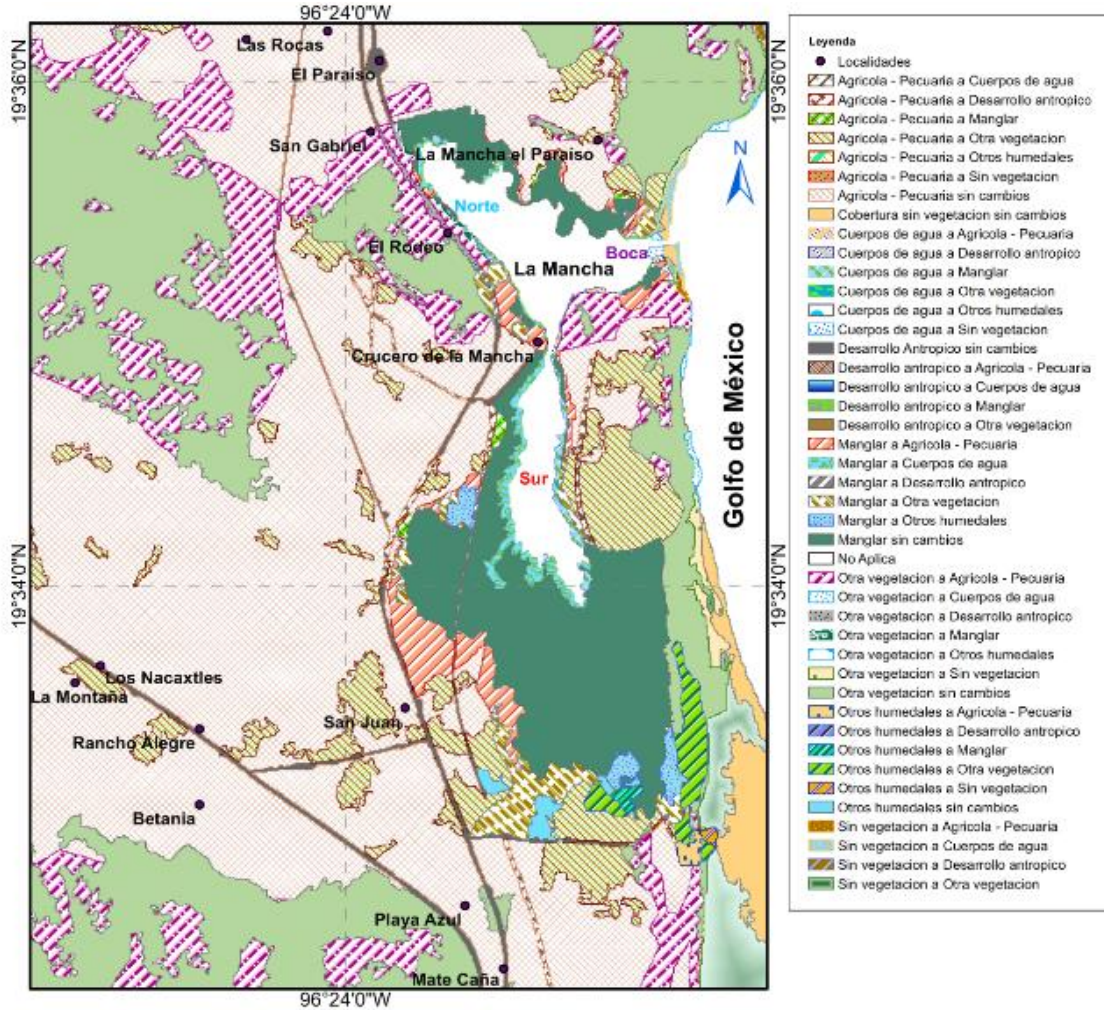 96°24'0"W
19°36'0"N
19°36'0"N
Las Rocas
El Paraíso
San Gabriel
La Mancha el Paraiso
N
Norte
El Rodeo
Boca
La Mancha
Crucero de la Mancha
Golfo de México
Sur
19°34'0"N
19°34'0"N
Los Nacaxtles
La Montaña
San Juan
Rancho Alegre
Betania
Playa Azul
Mate Caña
96°24'0"W
Leyenda
Localidades
Agricola - Pecuaria a Cuerpos de agua
Agricola - Pecuaria a Desarrollo antropico
Agricola - Pecuaria a Manglar
Agricola - Pecuaria a Otra vegetacion
Agricola - Pecuaria a Otros humedales
Agricola - Pecuaria a Sin vegetacion
Agricola - Pecuaria sin cambios
Cobertura sin vegetacion sin cambios
Cuerpos de agua a Agricola - Pecuaria
Cuerpos de agua a Desarrollo antropico
Cuerpos de agua a Manglar
Cuerpos de agua a Otra vegetacion
Cuerpos de agua a Otros humedales
Cuerpos de agua a Sin vegetacion
Desarrollo Antropico sin cambios
Desarrollo antropico a Agricola - Pecuaria
Desarrollo antropico a Cuerpos de agua
Desarrollo antropico a Manglar
Desarrollo antropico a Otra vegetacion
Manglar a Agricola - Pecuaria
Manglar a Cuerpos de agua
Manglar a Desarrollo antropico
Manglar a Otra vegetacion
Manglar a Otros humedales
Manglar sin cambios
No Aplica
Otra vegetacion a Agricola - Pecuaria
Otra vegetacion a Cuerpos de agua
Otra vegetacion a Desarrollo antropico
Otra vegetacion a Manglar
Otra vegetacion a Otros humedales
Otra vegetacion a Sin vegetacion
Otra vegetacion sin cambios
Otros humedales a Agricola - Pecuaria
Otros humedales a Desarrollo antropico
Otros humedales a Manglar
Otros humedales a Otra vegetacion
Otros humedales a Sin vegetacion
Otros humedales sin cambios
Sin vegetacion a Agricola - Pecuaria
Sin vegetacion a Cuerpos de agua
Sin vegetacion a Desarrollo antropico
Sin vegetacion a Otra vegetacion